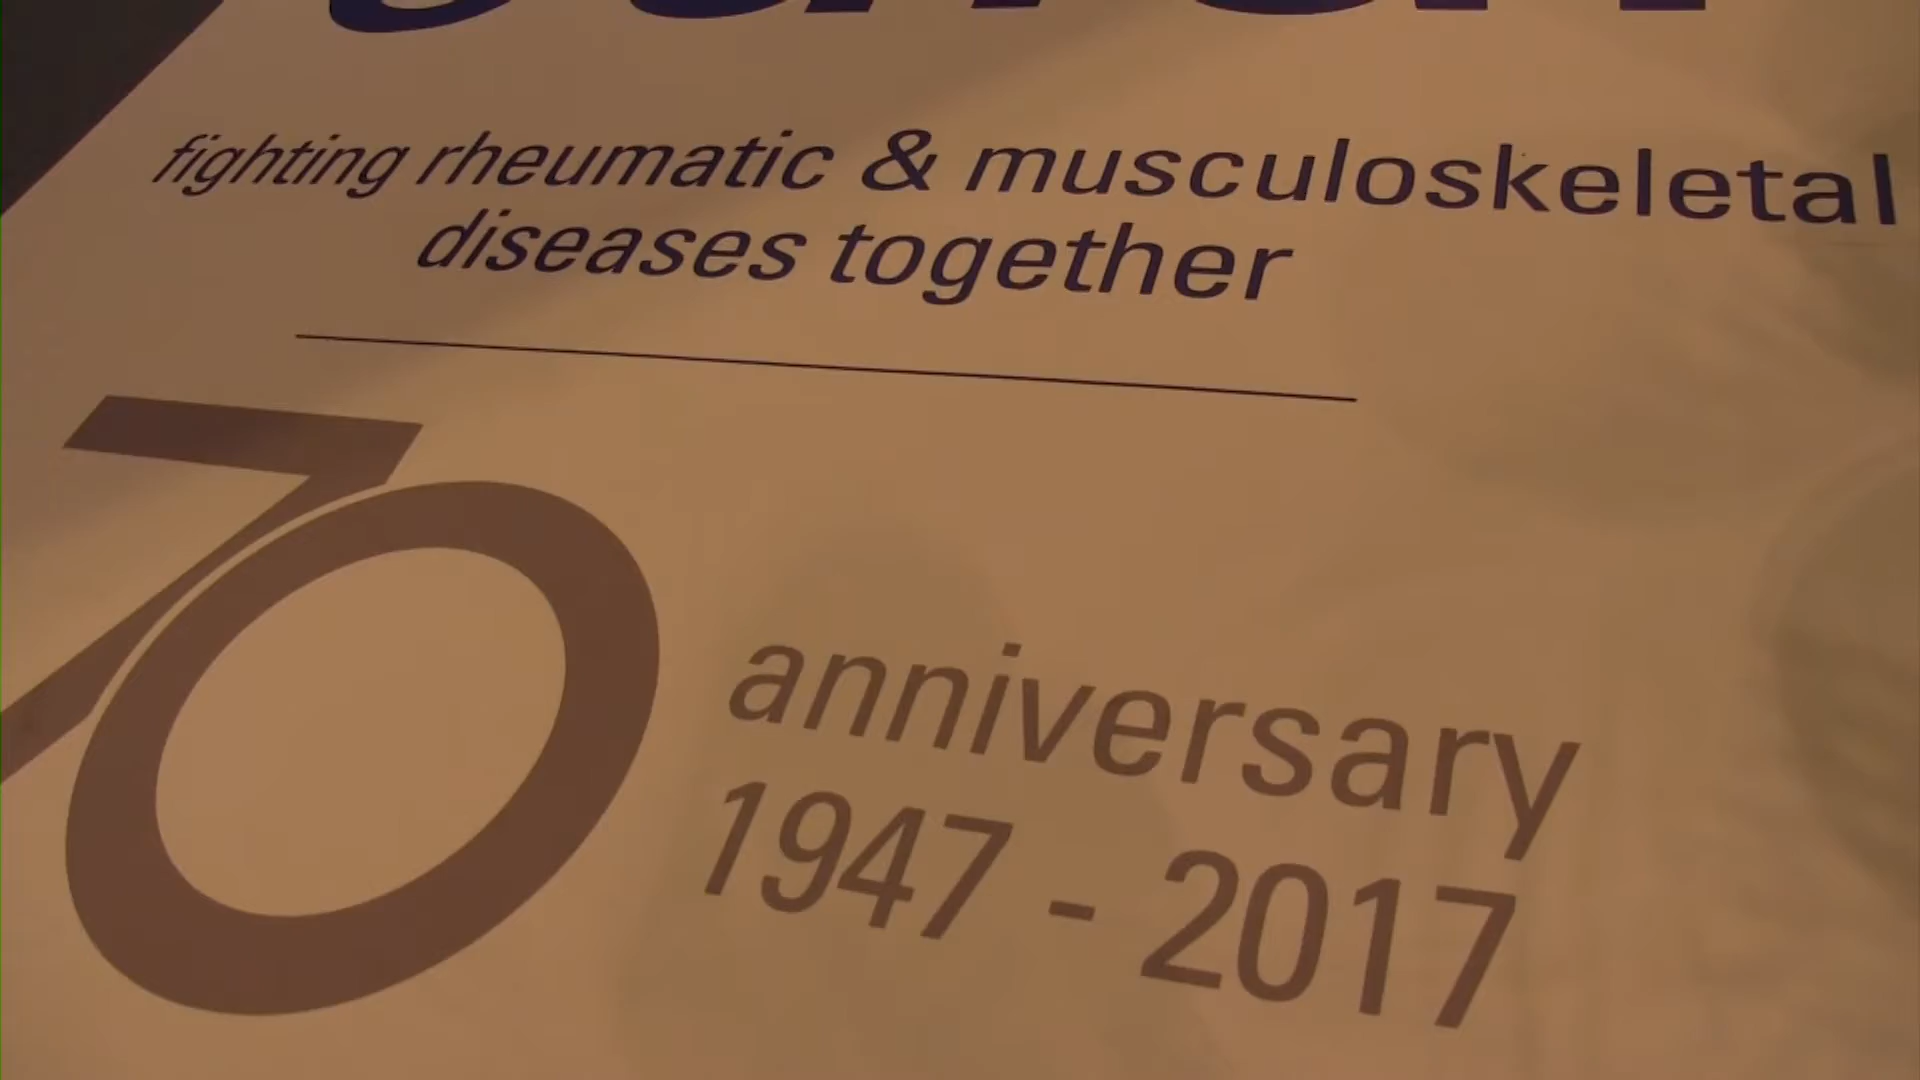 fighting rheumatic & musculoskeletal
diseases together
70
anniversary
1947 - 2017